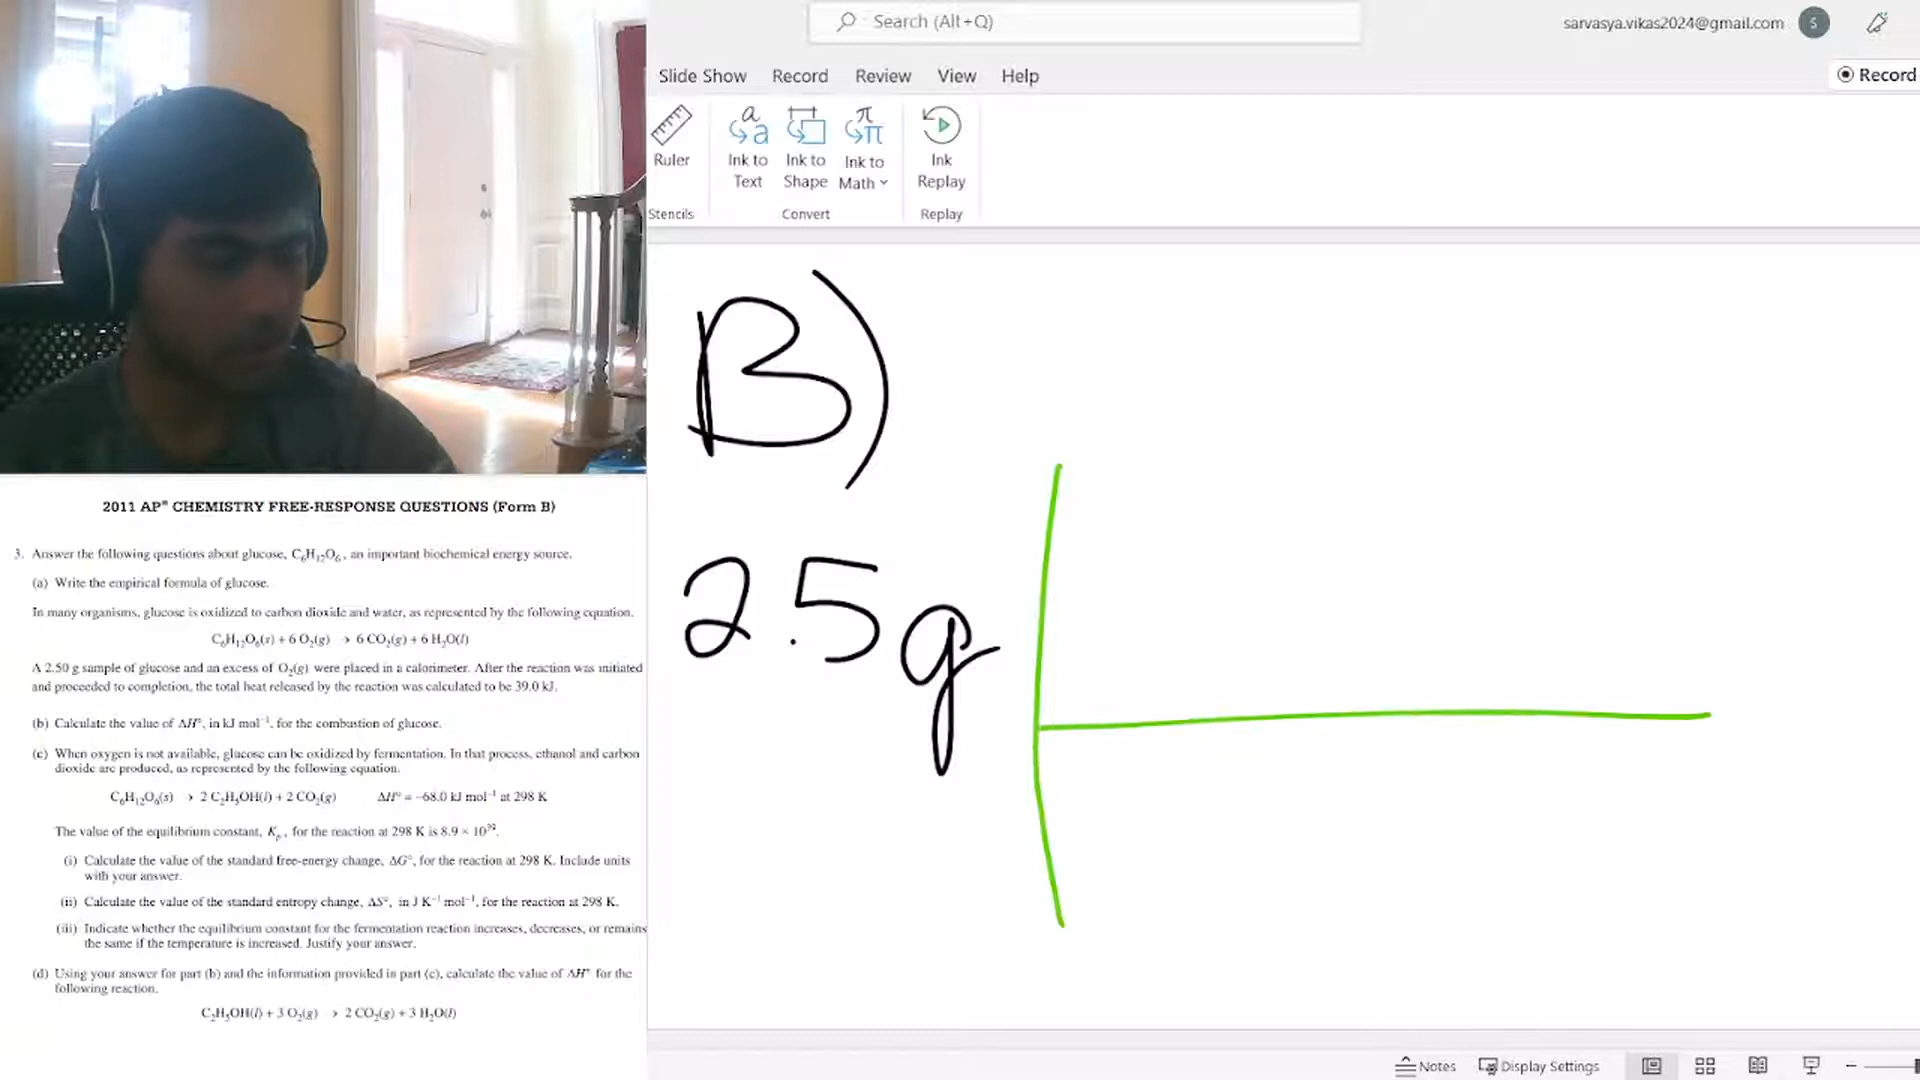 Search (Alt+Q)
sarvasya.vikas2024@gmail.com
S
Slide Show Record Review View Help
Record
Ruler
Ink to Text
Ink to Shape
Ink to Math
Ink Replay
Stencils
Convert
Replay
B)
2.5g
2011 AP® CHEMISTRY FREE-RESPONSE QUESTIONS (Form B)
3. Answer the following questions about glucose, C₆H₁₂O₆, an important biochemical energy source.
(a) Write the empirical formula of glucose.
In many organisms, glucose is oxidized to carbon dioxide and water, as represented by the following equation.
C₆H₁₂O₆(s) + 6 O₂(g) → 6 CO₂(g) + 6 H₂O(l)
A 2.50 g sample of glucose and an excess of O₂(g) were placed in a calorimeter. After the reaction was initiated
and proceeded to completion, the total heat released by the reaction was calculated to be 39.0 kJ.
(b) Calculate the value of ΔH°, in kJ mol⁻¹, for the combustion of glucose.
(c) When oxygen is not available, glucose can be oxidized by fermentation. In that process, ethanol and carbon
dioxide are produced, as represented by the following equation.
C₆H₁₂O₆(s) → 2 C₂H₅OH(l) + 2 CO₂(g) ΔH° = −68.0 kJ mol⁻¹ at 298 K
The value of the equilibrium constant, Kₚ, for the reaction at 298 K is 8.9 × 10³⁹.
(i) Calculate the value of the standard free-energy change, ΔG°, for the reaction at 298 K. Include units
with your answer.
(ii) Calculate the value of the standard entropy change, ΔS°, in J K⁻¹ mol⁻¹, for the reaction at 298 K.
(iii) Indicate whether the equilibrium constant for the fermentation reaction increases, decreases, or remains
the same if the temperature is increased. Justify your answer.
(d) Using your answer for part (b) and the information provided in part (c), calculate the value of ΔH° for the
following reaction.
C₂H₅OH(l) + 3 O₂(g) → 2 CO₂(g) + 3 H₂O(l)
Notes Display Settings